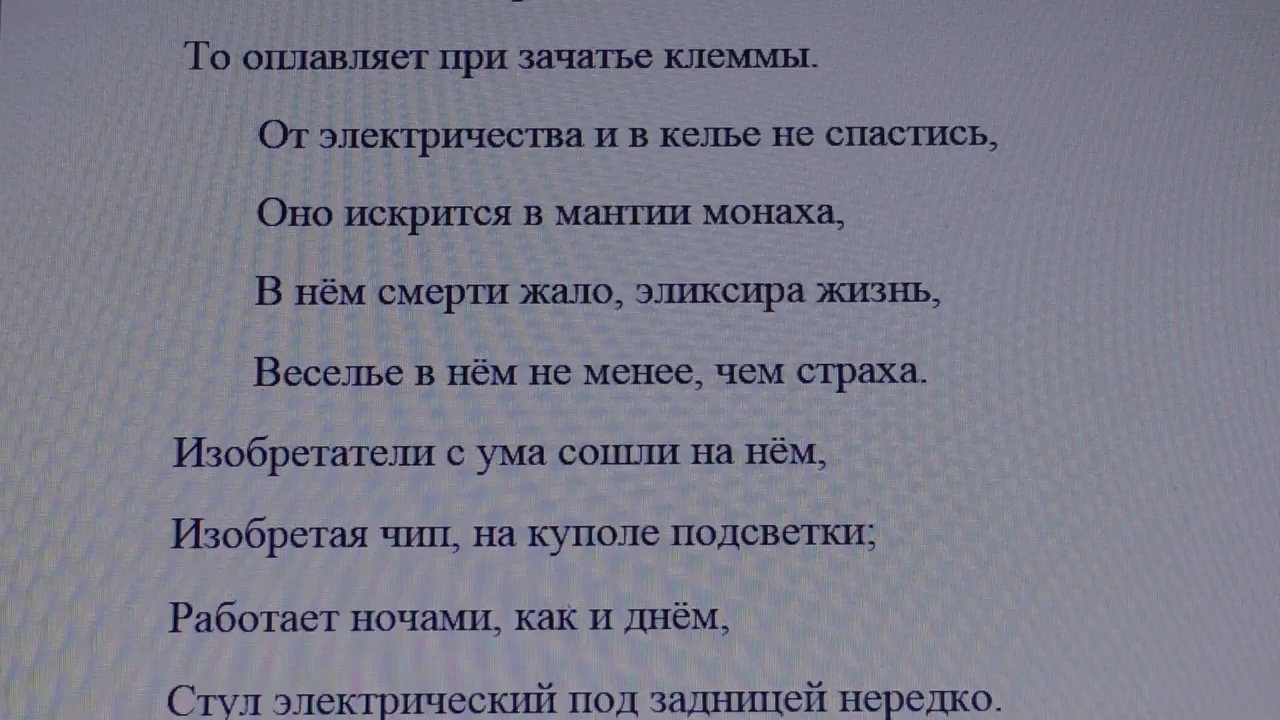 То оплавляет при зачатье клеммы.
От электричества и в келье не спастись,
Оно искрится в мантии монаха,
В нём смерти жало, эликсира жизнь,
Веселье в нём не менее, чем страха.
Изобретатели с ума сошли на нём,
Изобретая чип, на куполе подсветки;
Работает ночами, как и днём,
Стул электрический под задницей нередко.